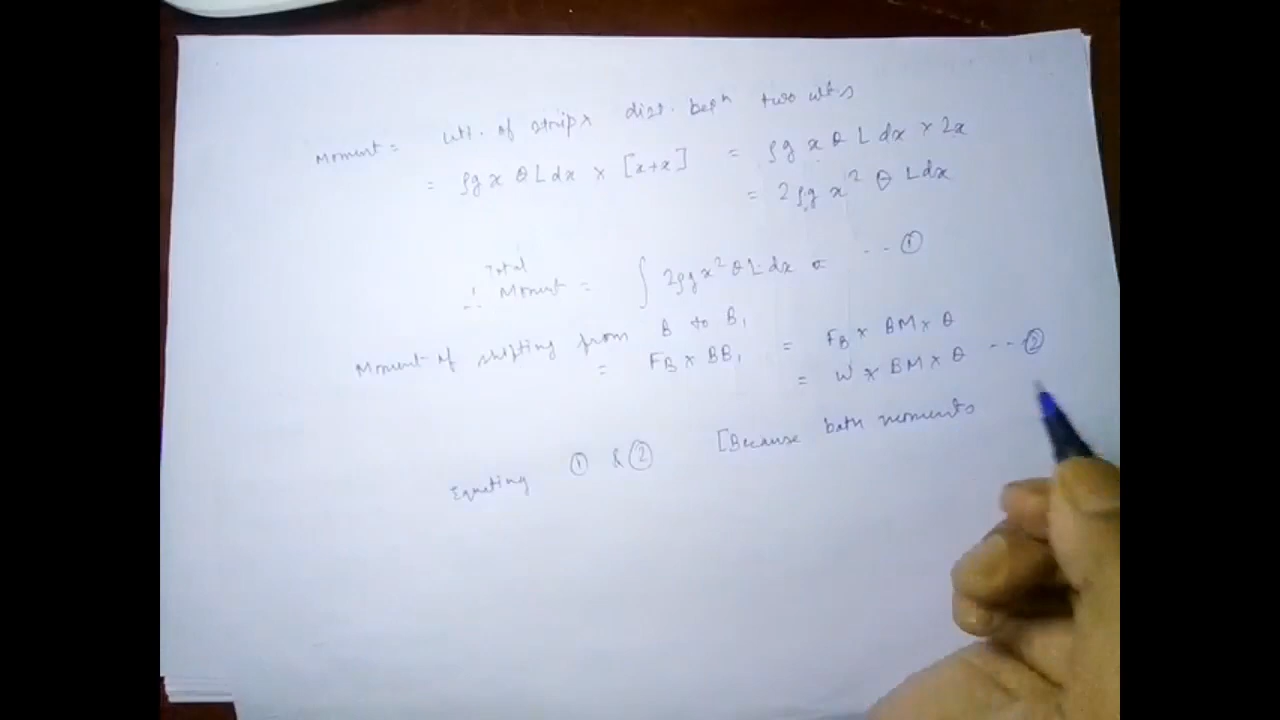 Moment = wt. of strip x dist. betn two wts
= ρg x θ L dx × [x+x] = ρg x θ L dx × 2x
= 2ρg x² θ L dx
∴ Total Moment = ∫ 2ρg x² θ L dx -- ①
Moment of shifting from B to B₁
= F_B × BB₁ = F_B × BM × θ
= W × BM × θ -- ②
Equating ① & ② [Because both moments